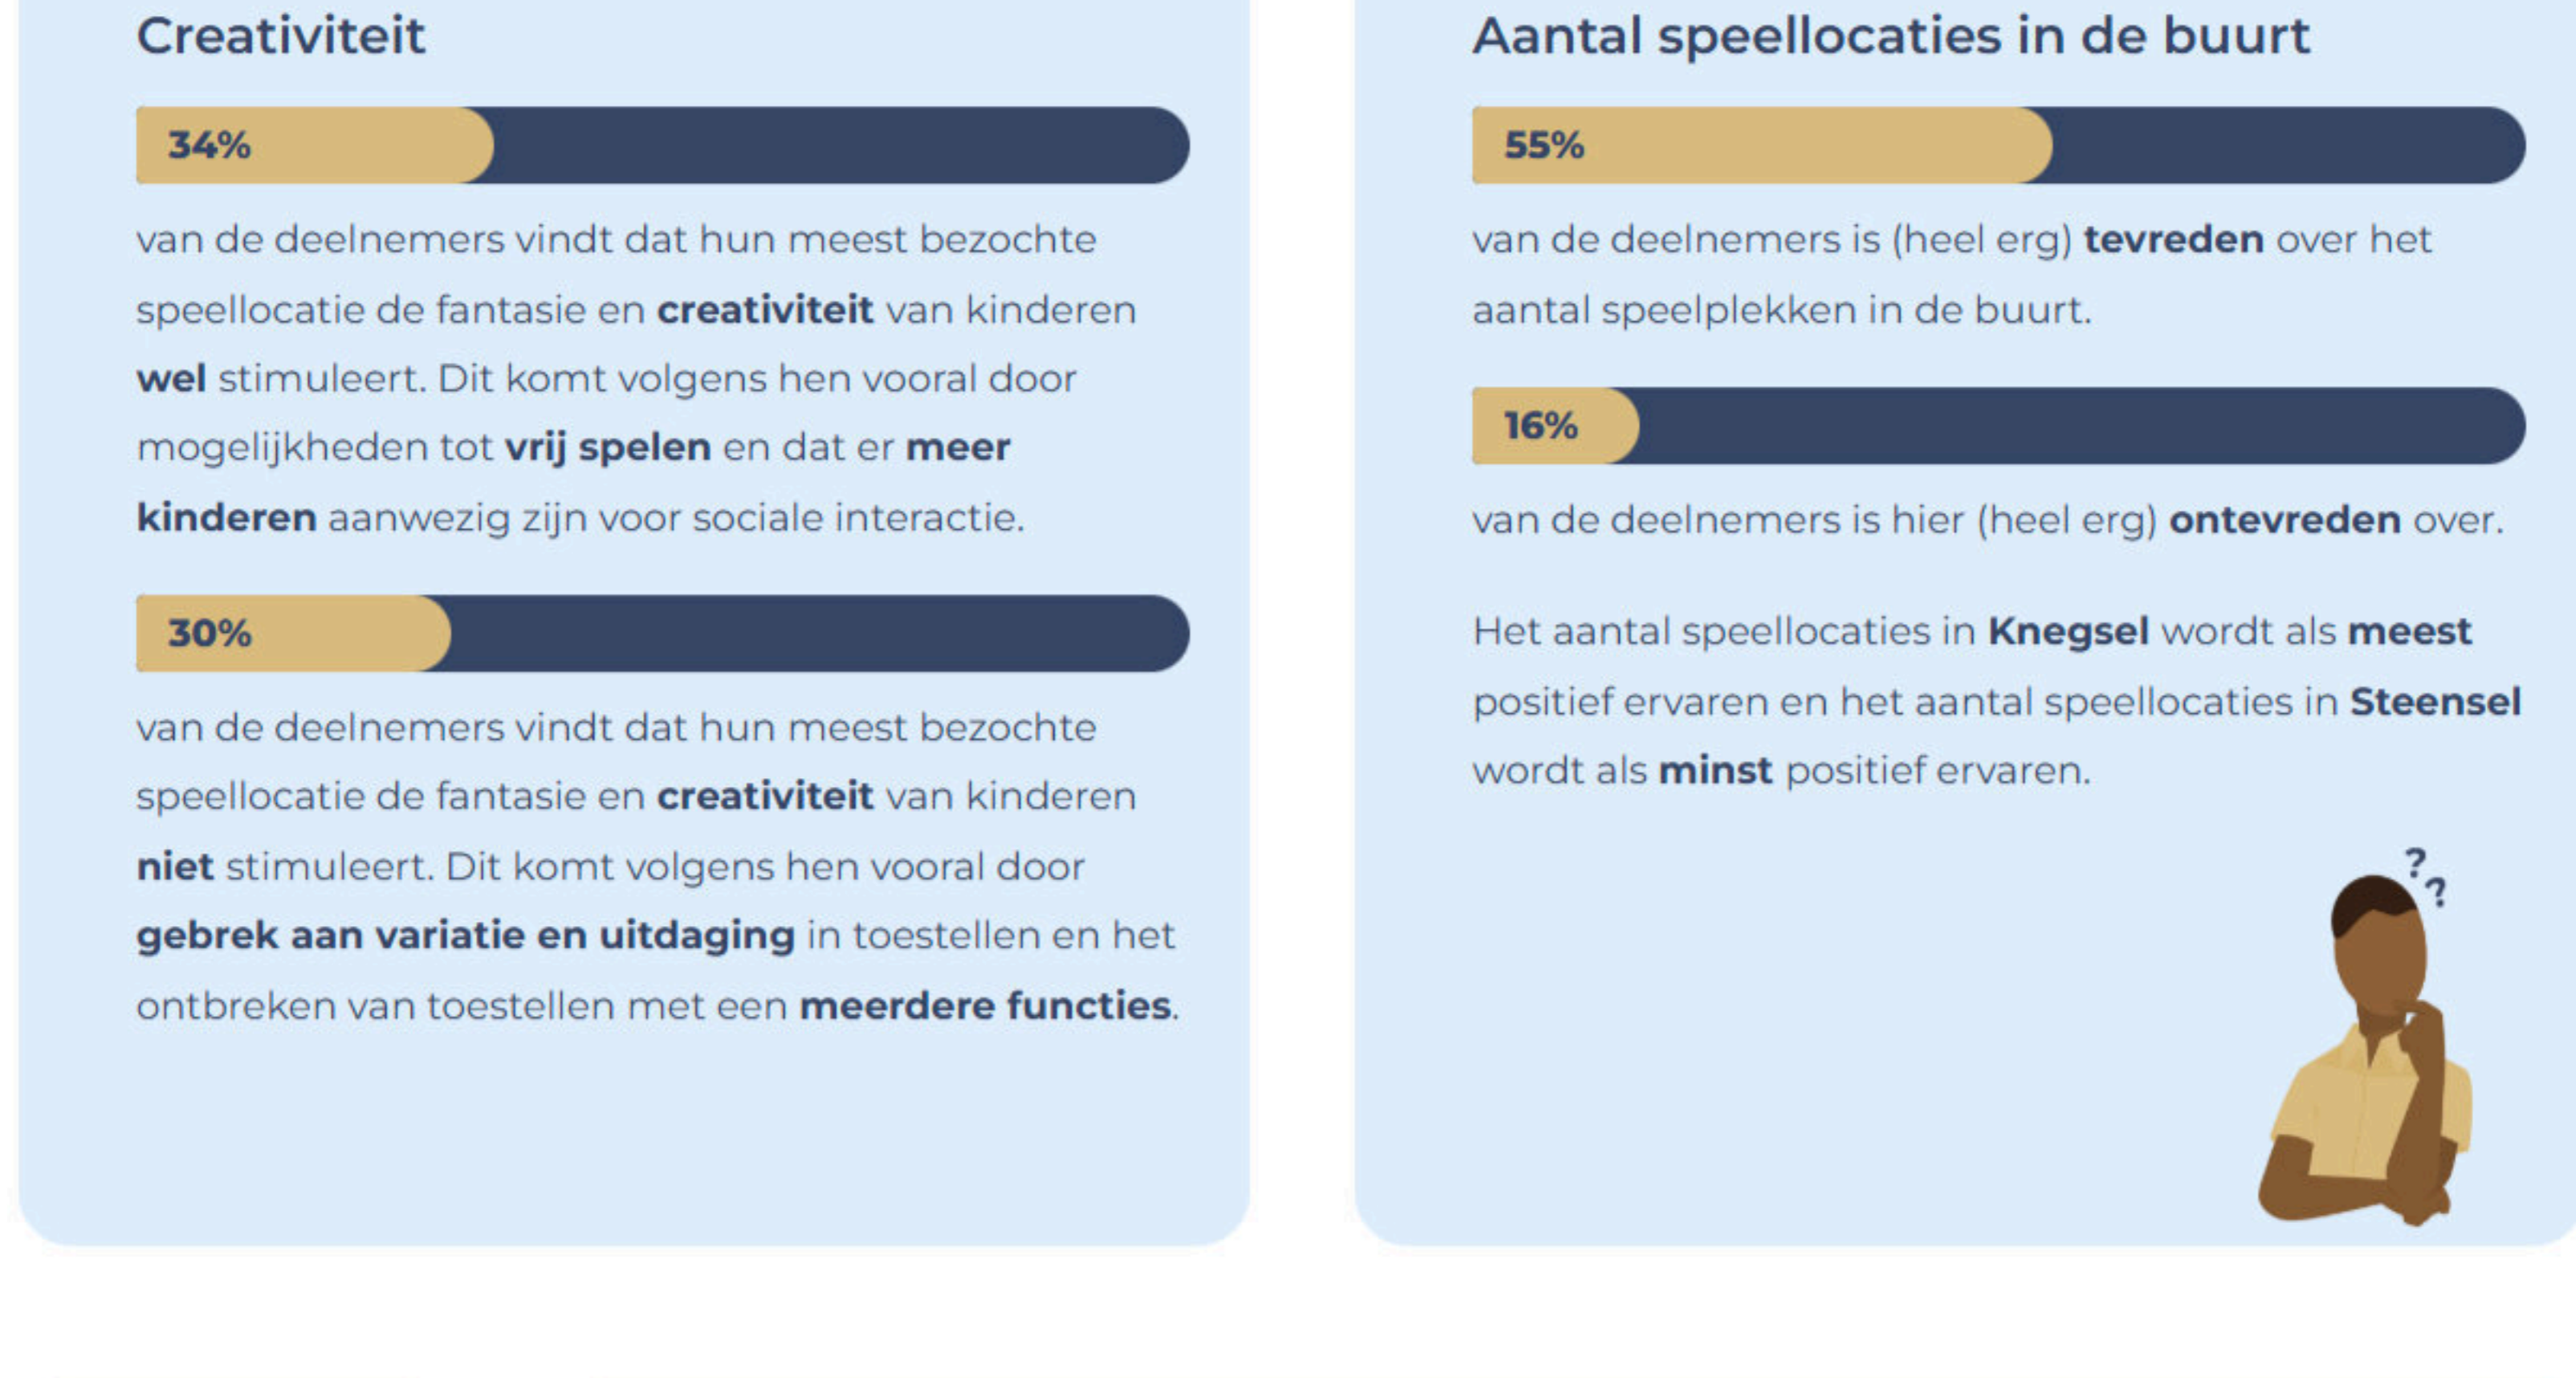 Creativiteit
34%
van de deelnemers vindt dat hun meest bezochte
speellocatie de fantasie en creativiteit van kinderen
wel stimuleert. Dit komt volgens hen vooral door
mogelijkheden tot vrij spelen en dat er meer
kinderen aanwezig zijn voor sociale interactie.
30%
van de deelnemers vindt dat hun meest bezochte
speellocatie de fantasie en creativiteit van kinderen
niet stimuleert. Dit komt volgens hen vooral door
gebrek aan variatie en uitdaging in toestellen en het
ontbreken van toestellen met een meerdere functies.
Aantal speellocaties in de buurt
55%
van de deelnemers is (heel erg) tevreden over het
aantal speelplekken in de buurt.
16%
van de deelnemers is hier (heel erg) ontevreden over.
Het aantal speellocaties in Knegsel wordt als meest
positief ervaren en het aantal speellocaties in Steensel
wordt als minst positief ervaren.
?
?